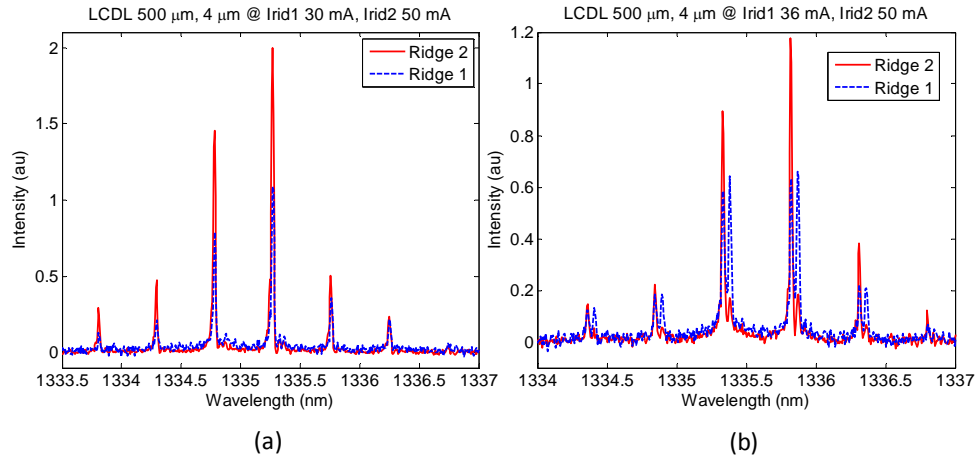 LCDL 500 μm, 4 μm @ Irid1 30 mA, Irid2 50 mA
2
1.5
1
0.5
0
Intensity (au)
Ridge 2
Ridge 1
1333.5 1334 1334.5 1335 1335.5 1336 1336.5 1337
Wavelength (nm)
(a)
LCDL 500 μm, 4 μm @ Irid1 36 mA, Irid2 50 mA
1.2
1
0.8
0.6
0.4
0.2
0
Intensity (au)
Ridge 2
Ridge 1
1334 1334.5 1335 1335.5 1336 1336.5 1337
Wavelength (nm)
(b)